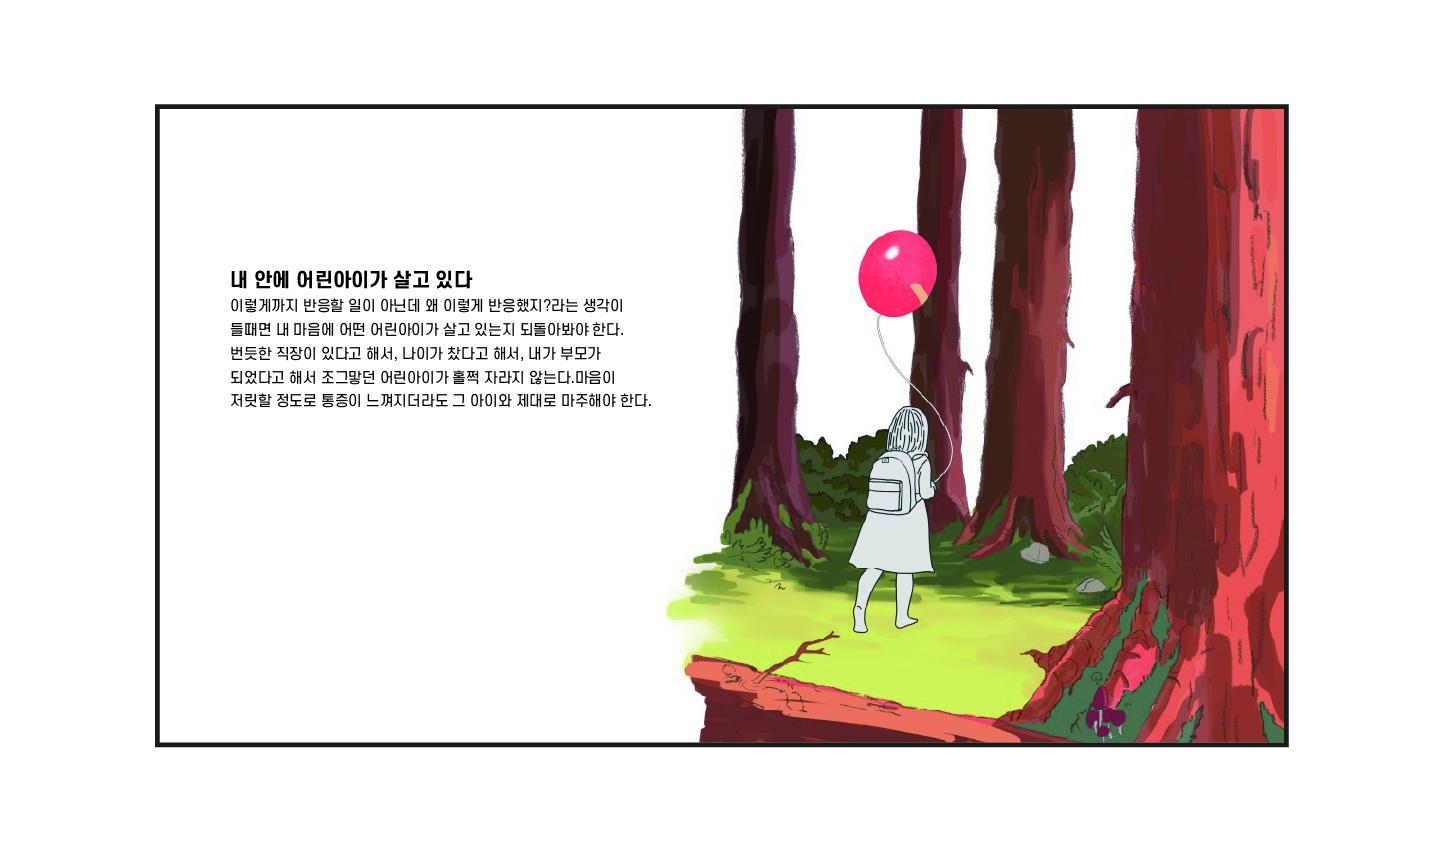 내 안에 어린아이가 살고 있다
이렇게까지 반응할 일이 아닌데 왜 이렇게 반응했지?라는 생각이
들때면 내 마음에 어떤 어린아이가 살고 있는지 되돌아봐야 한다.
번듯한 직장이 있다고 해서, 나이가 찼다고 해서, 내가 부모가
되었다고 해서 조그맣던 어린아이가 훌쩍 자라지 않는다.마음이
저릿할 정도로 통증이 느껴지더라도 그 아이와 제대로 마주해야 한다.